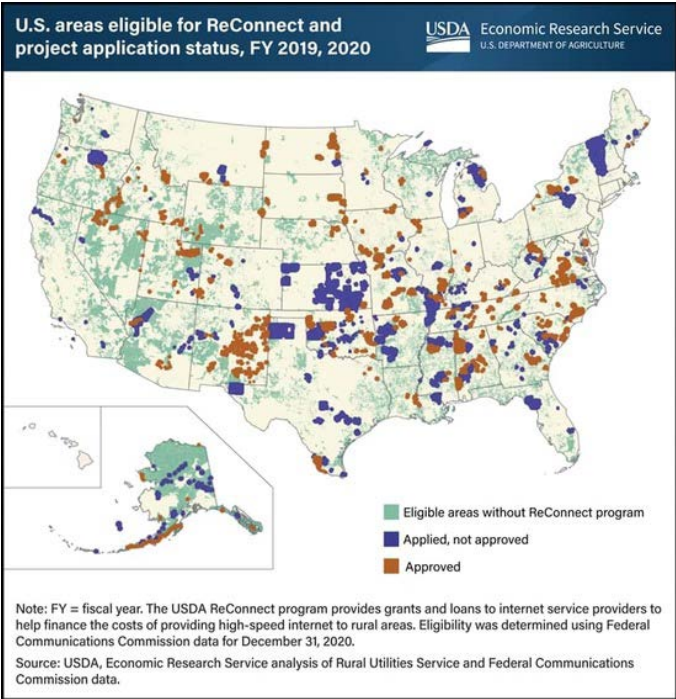 U.S. areas eligible for ReConnect and
project application status, FY 2019, 2020
USDA
Economic Research Service
U.S. DEPARTMENT OF AGRICULTURE
Eligible areas without ReConnect program
Applied, not approved
Approved
Note: FY = fiscal year. The USDA ReConnect program provides grants and loans to internet service providers to
help finance the costs of providing high-speed internet to rural areas. Eligibility was determined using Federal
Communications Commission data for December 31, 2020.
Source: USDA, Economic Research Service analysis of Rural Utilities Service and Federal Communications
Commission data.